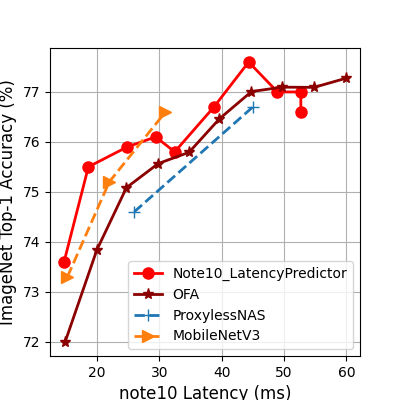 ImageNet Top-1 Accuracy (%)
77
76
75
74
73
72
Note10_LatencyPredictor
OFA
ProxylessNAS
MobileNetV3
20 30 40 50 60
note10 Latency (ms)